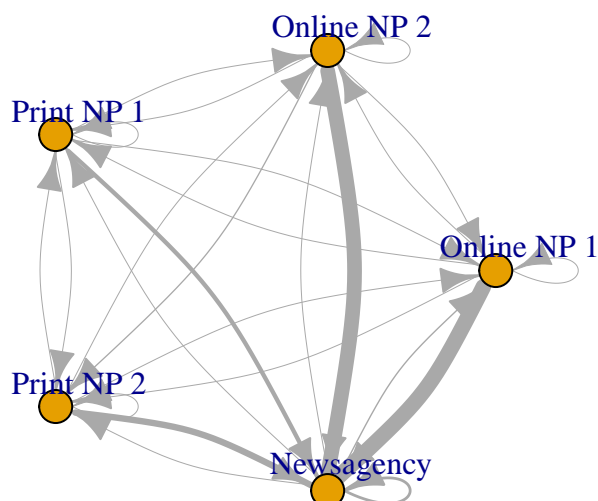 Online NP 2
Print NP 1
Online NP 1
Print NP 2
Newsagency